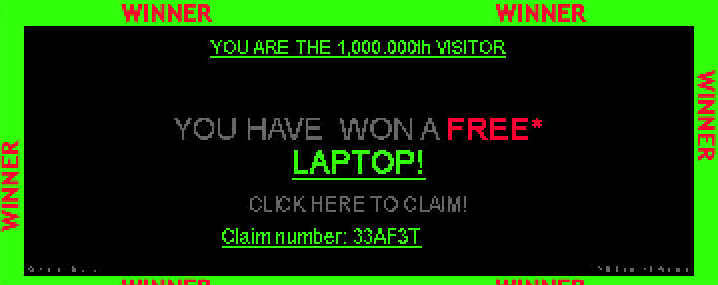 WINNER WINNER
YOU ARE THE 1,000.000th VISITOR
WINNER
YOU HAVE WON A FREE*
LAPTOP!
WINNER
CLICK HERE TO CLAIM!
Claim number: 33AF3T
WINNER WINNER